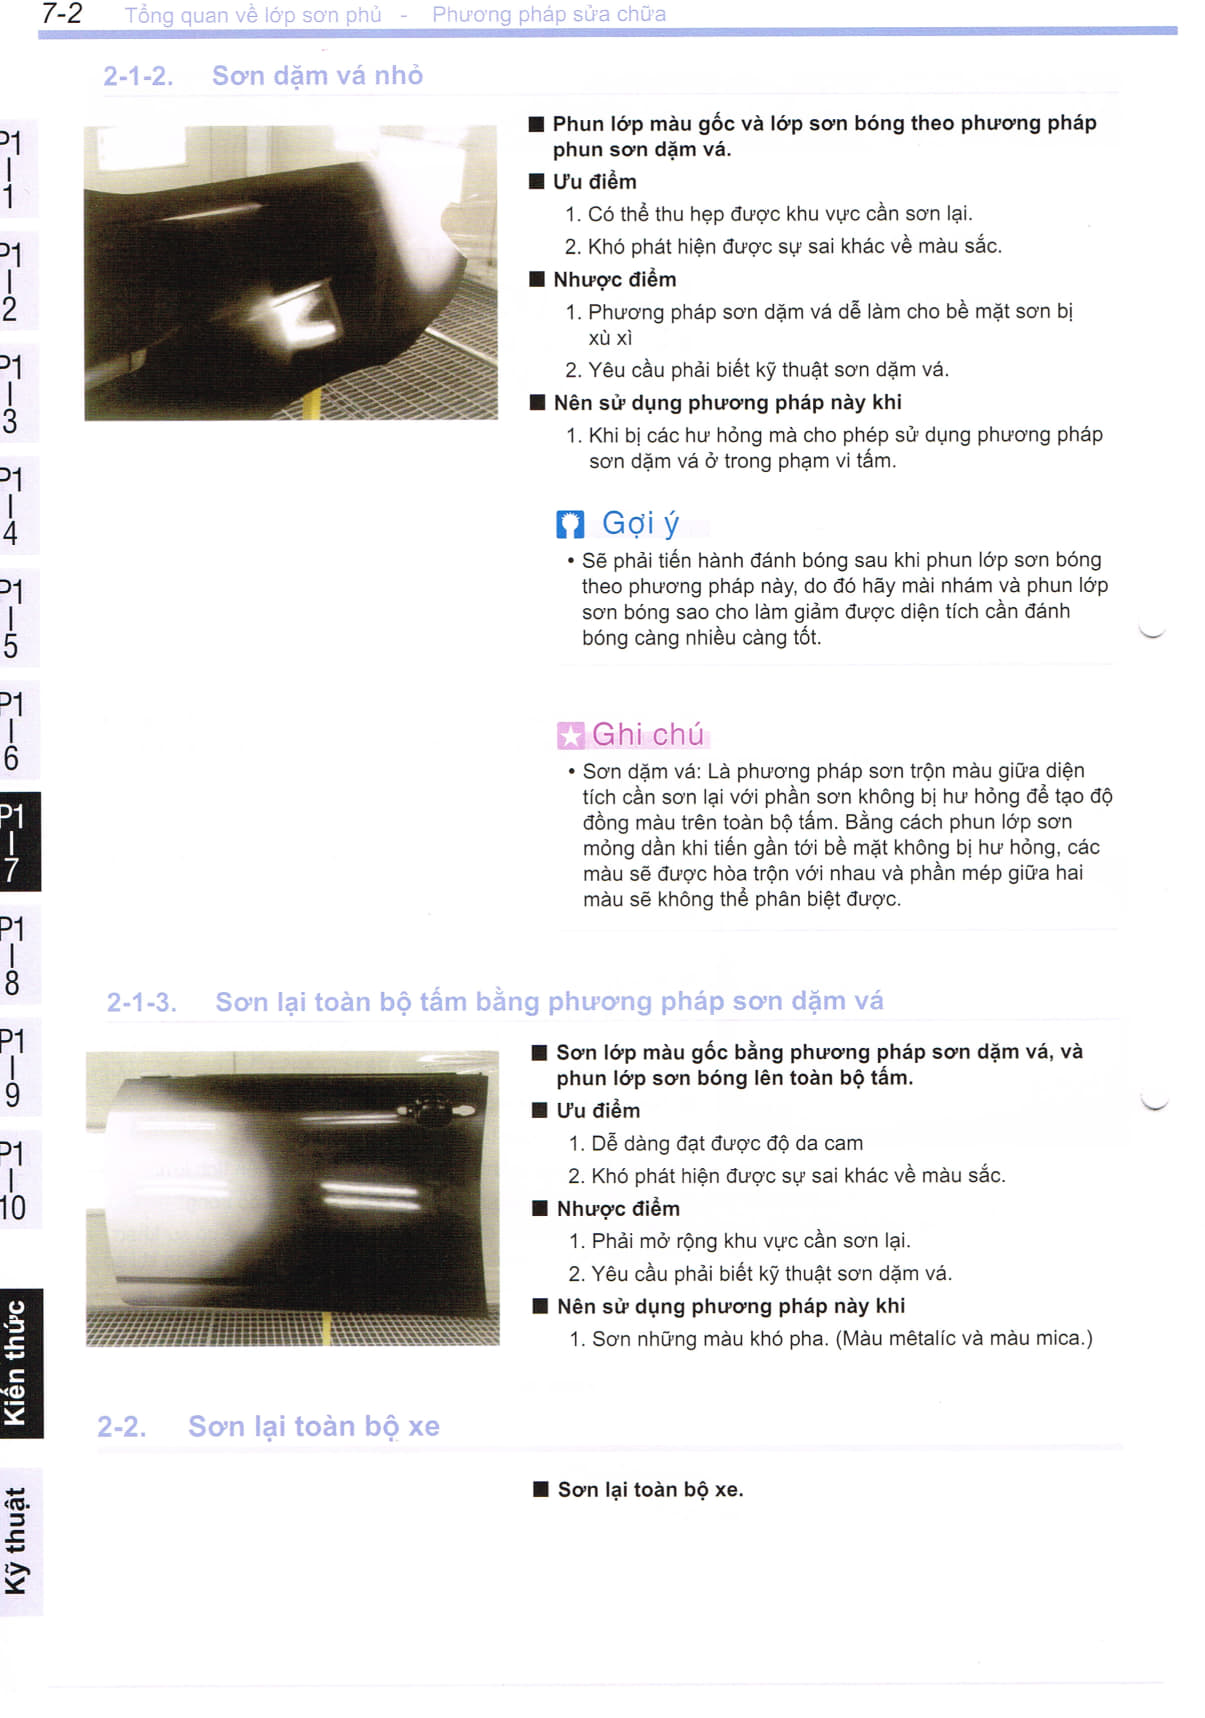 7-2 Tổng quan về lớp sơn phủ - Phương pháp sửa chữa
2-1-2. Sơn dặm vá nhỏ
■ Phun lớp màu gốc và lớp sơn bóng theo phương pháp
phun sơn dặm vá.
■ Ưu điểm
1. Có thể thu hẹp được khu vực cần sơn lại.
2. Khó phát hiện được sự sai khác về màu sắc.
■ Nhược điểm
1. Phương pháp sơn dặm vá dễ làm cho bề mặt sơn bị
xù xì
2. Yêu cầu phải biết kỹ thuật sơn dặm vá.
■ Nên sử dụng phương pháp này khi
1. Khi bị các hư hỏng mà cho phép sử dụng phương pháp
sơn dặm vá ở trong phạm vi tấm.
Gợi ý
• Sẽ phải tiến hành đánh bóng sau khi phun lớp sơn bóng
theo phương pháp này, do đó hãy mài nhám và phun lớp
sơn bóng sao cho làm giảm được diện tích cần đánh
bóng càng nhiều càng tốt.
Ghi chú
• Sơn dặm vá: Là phương pháp sơn trộn màu giữa diện
tích cần sơn lại với phần sơn không bị hư hỏng để tạo độ
đồng màu trên toàn bộ tấm. Bằng cách phun lớp sơn
mỏng dần khi tiến gần tới bề mặt không bị hư hỏng, các
màu sẽ được hòa trộn với nhau và phần mép giữa hai
màu sẽ không thể phân biệt được.
2-1-3. Sơn lại toàn bộ tấm bằng phương pháp sơn dặm vá
■ Sơn lớp màu gốc bằng phương pháp sơn dặm vá, và
phun lớp sơn bóng lên toàn bộ tấm.
■ Ưu điểm
1. Dễ dàng đạt được độ da cam
2. Khó phát hiện được sự sai khác về màu sắc.
■ Nhược điểm
1. Phải mở rộng khu vực cần sơn lại.
2. Yêu cầu phải biết kỹ thuật sơn dặm vá.
■ Nên sử dụng phương pháp này khi
1. Sơn những màu khó pha. (Màu mêtalíc và màu mica.)
2-2. Sơn lại toàn bộ xe
■ Sơn lại toàn bộ xe.
P1
1
P1
2
P1
3
P1
4
P1
5
P1
6
P1
7
P1
8
P1
9
P1
10
Kiến thức
Kỹ thuật